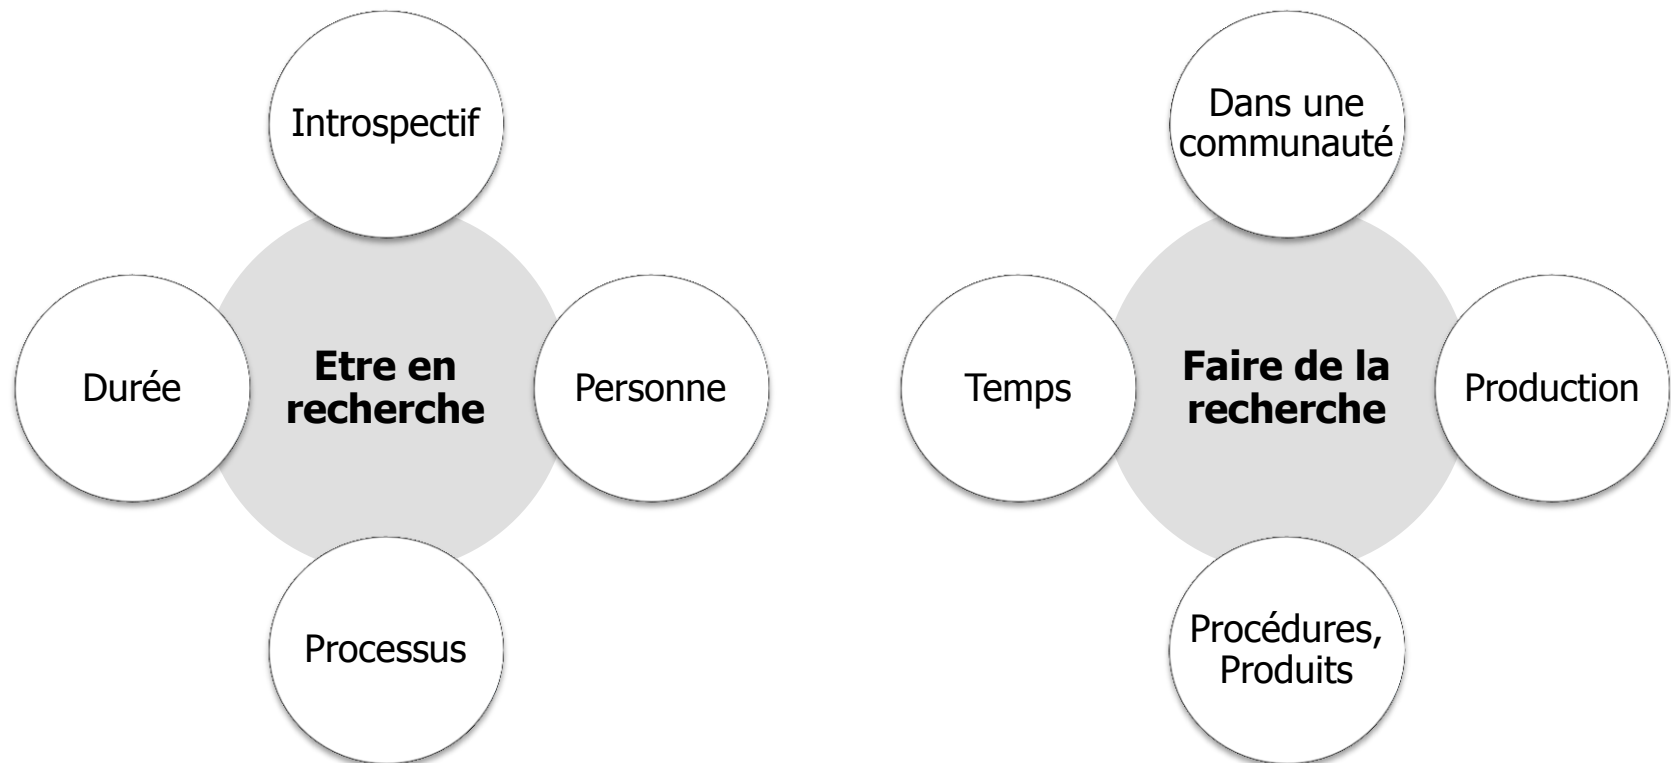 Introspectif
Durée
Etre en
recherche
Personne
Processus
Dans une
communauté
Temps
Faire de la
recherche
Production
Procédures,
Produits